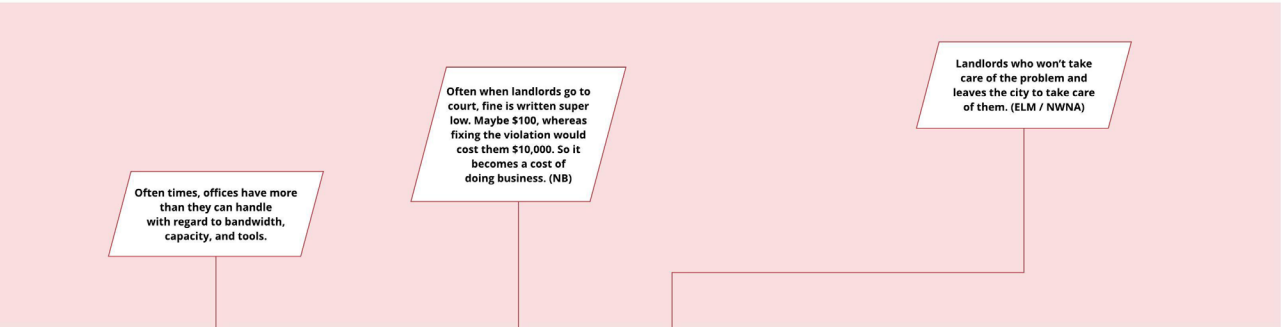 Often times, offices have more
than they can handle
with regard to bandwidth,
capacity, and tools.
Often when landlords go to
court, fine is written super
low. Maybe $100, whereas
fixing the violation would
cost them $10,000. So it
becomes a cost of
doing business. (NB)
Landlords who won’t take
care of the problem and
leaves the city to take care
of them. (ELM / NWNA)